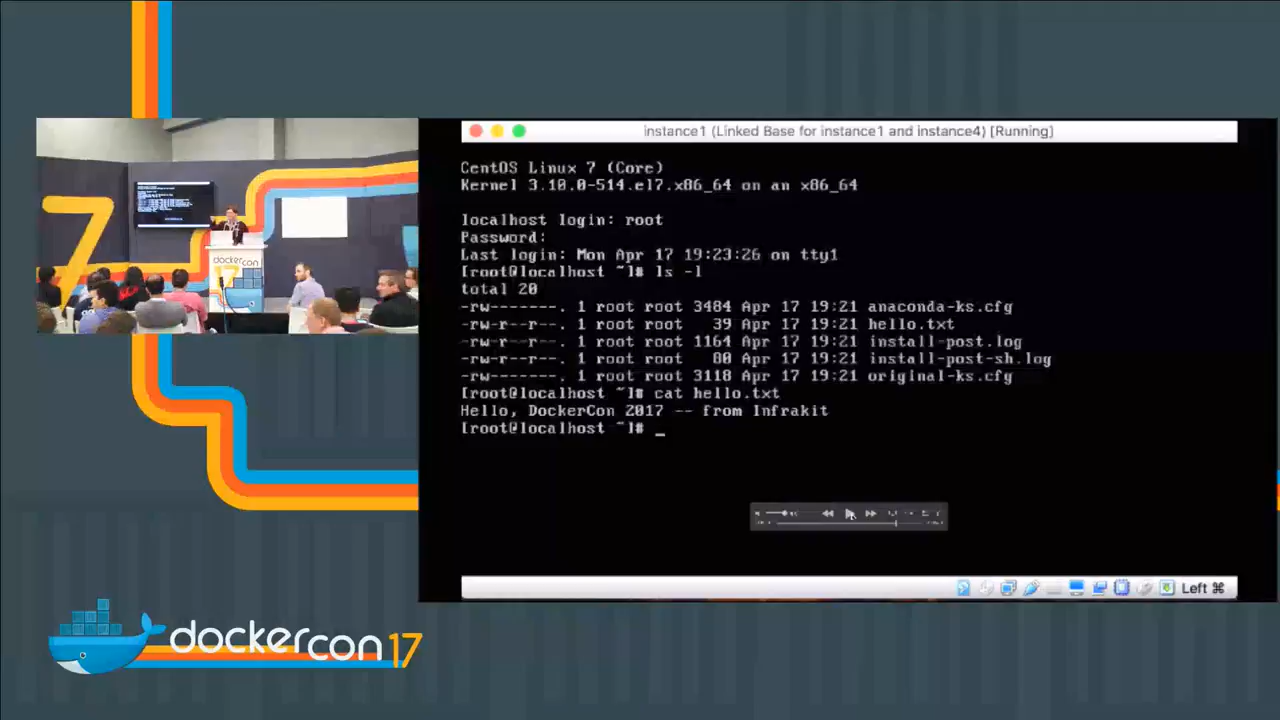 instance1 (Linked Base for instance1 and instance4) [Running]
CentOS Linux 7 (Core)
Kernel 3.10.0-514.el7.x86_64 on an x86_64
localhost login: root
Password:
Last login: Mon Apr 17 19:23:26 on tty1
[root@localhost ~]# ls -l
total 20
-rw-------. 1 root root 3484 Apr 17 19:21 anaconda-ks.cfg
-rw-r--r--. 1 root root   39 Apr 17 19:21 hello.txt
-rw-r--r--. 1 root root 1164 Apr 17 19:21 install-post.log
-rw-r--r--. 1 root root   80 Apr 17 19:21 install-post-sh.log
-rw-------. 1 root root 3118 Apr 17 19:21 original-ks.cfg
[root@localhost ~]# cat hello.txt
Hello, DockerCon 2017 -- from Infrakit
[root@localhost ~]# _
Left ⌘
7
dockercon
17
dockercon 17